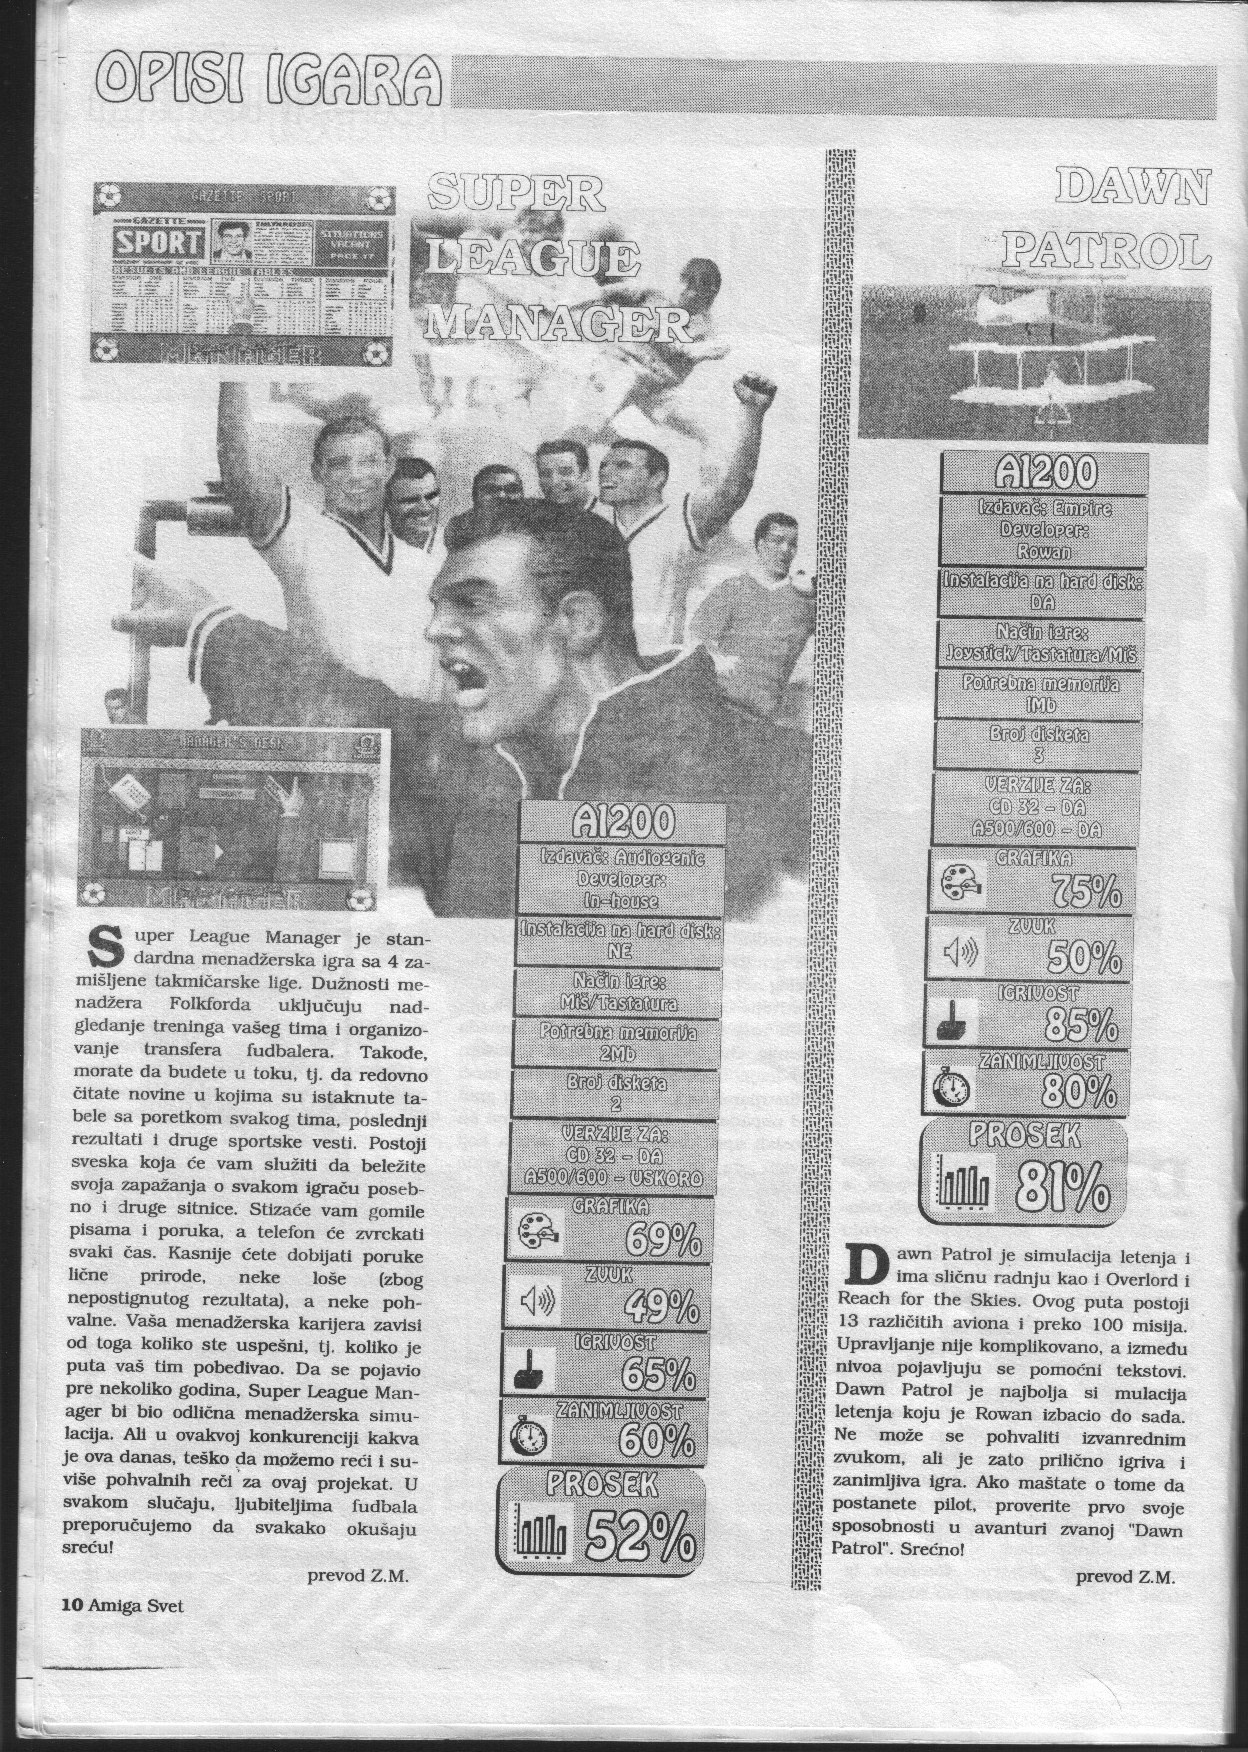 OPISI IGARA
GAZETTE SPORT
GAZETTE
SPORT
SITUATIONS
VACANT
PAGE 17
RESULTS AND LEAGUE TABLES
MANAGER
SUPER
LEAGUE
MANAGER
MANAGER'S DESK
MANAGER
Super League Manager je stan-
dardna menadžerska igra sa 4 za-
mišljene takmičarske lige. Dužnosti me-
nadžera Folkforda uključuju nad-
gledanje treninga vašeg tima i organizo-
vanje transfera fudbalera. Takođe,
morate da budete u toku, tj. da redovno
čitate novine u kojima su istaknute ta-
bele sa poretkom svakog tima, poslednji
rezultati i druge sportske vesti. Postoji
sveska koja će vam služiti da beležite
svoja zapažanja o svakom igraču poseb-
no i druge sitnice. Stizaće vam gomile
pisama i poruka, a telefon će zvrckati
svaki čas. Kasnije ćete dobijati poruke
lične prirode, neke loše (zbog
nepostignutog rezultata), a neke poh-
valne. Vaša menadžerska karijera zavisi
od toga koliko ste uspešni, tj. koliko je
puta vaš tim pobeđivao. Da se pojavio
pre nekoliko godina, Super League Man-
ager bi bio odlična menadžerska simu-
lacija. Ali u ovakvoj konkurenciji kakva
je ova danas, teško da možemo reći i su-
više pohvalnih reči za ovaj projekat. U
svakom slučaju, ljubiteljima fudbala
preporučujemo da svakako okušaju
sreću!
prevod Z.M.
A1200
Izdavač: Audiogenic
Developer:
In-house
Instalacija na hard disk:
NE
Način igre:
Miš/Tastatura
Potrebna memorija
2Mb
Broj disketa
2
VERZIJE ZA:
CD 32 - DA
A500/600 - USKORO
GRAFIKA
69%
ZVUK
49%
IGRIVOST
65%
ZANIMLJIVOST
60%
PROSEK
52%
DAWN
PATROL
A1200
Izdavač: Empire
Developer:
Rowan
Instalacija na hard disk:
DA
Način igre:
Joystick/Tastatura/Miš
Potrebna memorija
1Mb
Broj disketa
3
VERZIJE ZA:
CD 32 - DA
A500/600 - DA
GRAFIKA
75%
ZVUK
50%
IGRIVOST
85%
ZANIMLJIVOST
80%
PROSEK
81%
Dawn Patrol je simulacija letenja i
ima sličnu radnju kao i Overlord i
Reach for the Skies. Ovog puta postoji
13 različitih aviona i preko 100 misija.
Upravljanje nije komplikovano, a između
nivoa pojavljuju se pomoćni tekstovi.
Dawn Patrol je najbolja si mulacija
letenja koju je Rowan izbacio do sada.
Ne može se pohvaliti izvanrednim
zvukom, ali je zato prilično igriva i
zanimljiva igra. Ako maštate o tome da
postanete pilot, proverite prvo svoje
sposobnosti u avanturi zvanoj "Dawn
Patrol". Srećno!
prevod Z.M.
10 Amiga Svet